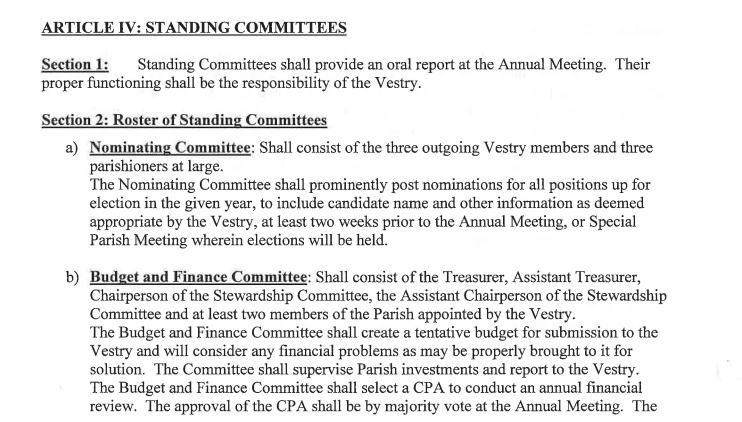 ARTICLE IV: STANDING COMMITTEES
Section 1: Standing Committees shall provide an oral report at the Annual Meeting. Their
proper functioning shall be the responsibility of the Vestry.
Section 2: Roster of Standing Committees
a) Nominating Committee: Shall consist of the three outgoing Vestry members and three
parishioners at large.
The Nominating Committee shall prominently post nominations for all positions up for
election in the given year, to include candidate name and other information as deemed
appropriate by the Vestry, at least two weeks prior to the Annual Meeting, or Special
Parish Meeting wherein elections will be held.
b) Budget and Finance Committee: Shall consist of the Treasurer, Assistant Treasurer,
Chairperson of the Stewardship Committee, the Assistant Chairperson of the Stewardship
Committee and at least two members of the Parish appointed by the Vestry.
The Budget and Finance Committee shall create a tentative budget for submission to the
Vestry and will consider any financial problems as may be properly brought to it for
solution. The Committee shall supervise Parish investments and report to the Vestry.
The Budget and Finance Committee shall select a CPA to conduct an annual financial
review. The approval of the CPA shall be by majority vote at the Annual Meeting. The